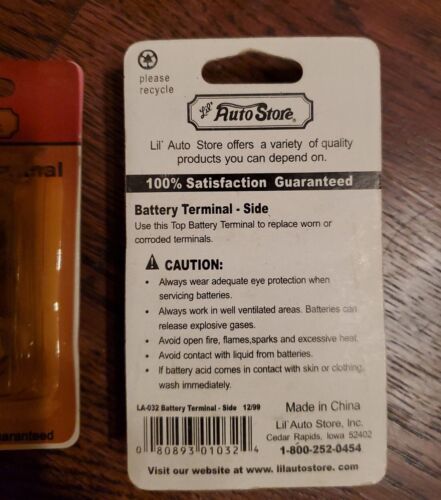 please
recycle
Lil'
Auto Store®
Lil' Auto Store offers a variety of quality
products you can depend on.
100% Satisfaction Guaranteed
Battery Terminal - Side
Use this Top Battery Terminal to replace worn or
corroded terminals.
CAUTION:
• Always wear adequate eye protection when
servicing batteries.
• Always work in well ventilated areas. Batteries can
release explosive gases.
• Avoid open fire, flames,sparks and excessive heat.
• Avoid contact with liquid from batteries.
• If battery acid comes in contact with skin or clothing,
wash immediately.
LA-032 Battery Terminal - Side 12/99
0 80893 01032 4
Made in China
Lil' Auto Store, Inc.
Cedar Rapids, Iowa 52402
1-800-252-0454
Visit our website at www. lilautostore. com